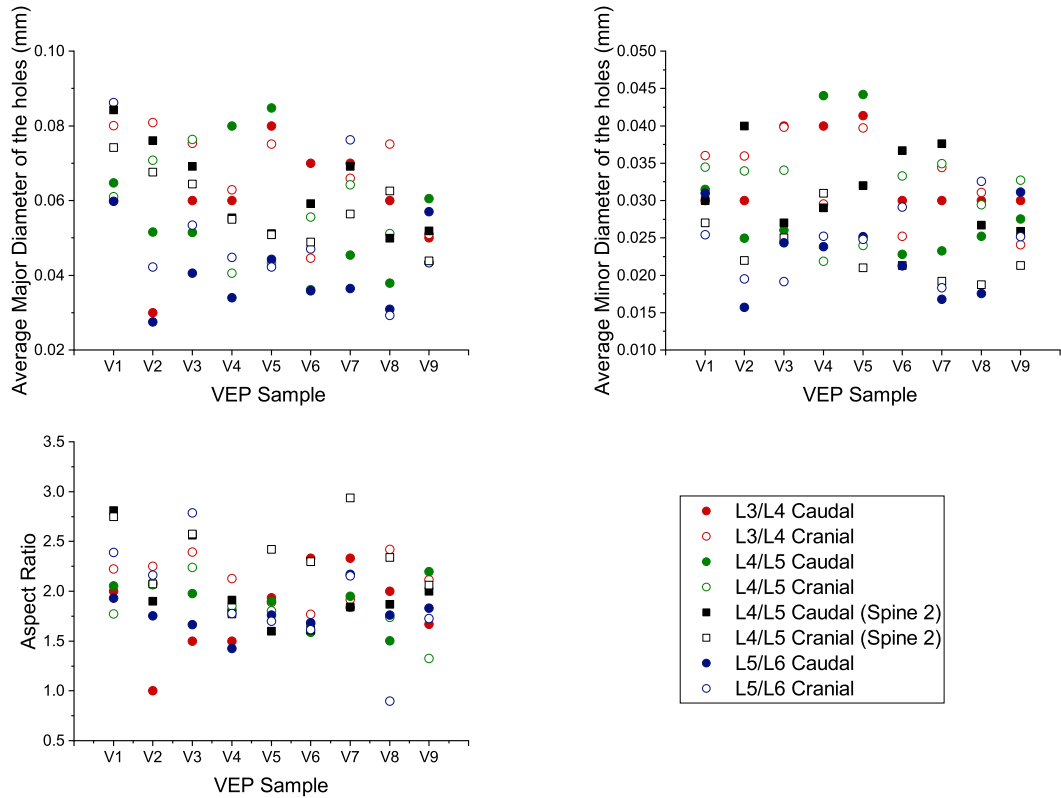 Average Major Diameter of the holes (mm)
0.10
0.08
0.06
0.04
0.02
V1 V2 V3 V4 V5 V6 V7 V8 V9
VEP Sample
Average Minor Diameter of the holes (mm)
0.050
0.045
0.040
0.035
0.030
0.025
0.020
0.015
0.010
V1 V2 V3 V4 V5 V6 V7 V8 V9
VEP Sample
Aspect Ratio
3.5
3.0
2.5
2.0
1.5
1.0
0.5
V1 V2 V3 V4 V5 V6 V7 V8 V9
VEP Sample
L3/L4 Caudal
L3/L4 Cranial
L4/L5 Caudal
L4/L5 Cranial
L4/L5 Caudal (Spine 2)
L4/L5 Cranial (Spine 2)
L5/L6 Caudal
L5/L6 Cranial